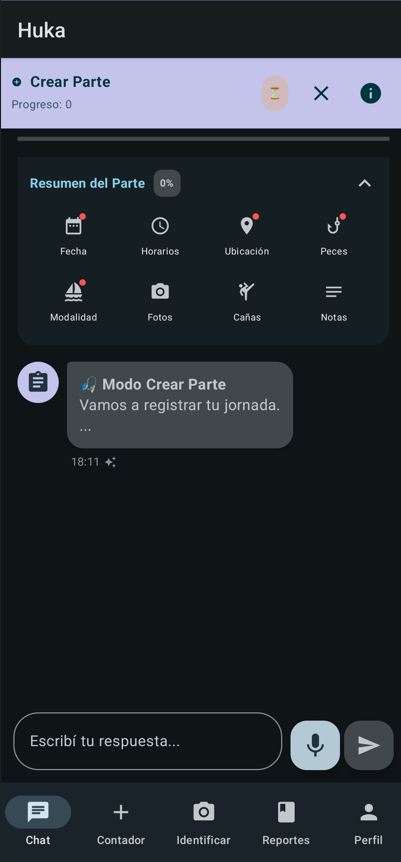 Huka
Crear Parte
Progreso: 0
Resumen del Parte 0%
Fecha Horarios Ubicación Peces
Modalidad Fotos Cañas Notas
Modo Crear Parte
Vamos a registrar tu jornada.
...
18:11
Escribí tu respuesta...
Chat Contador Identificar Reportes Perfil